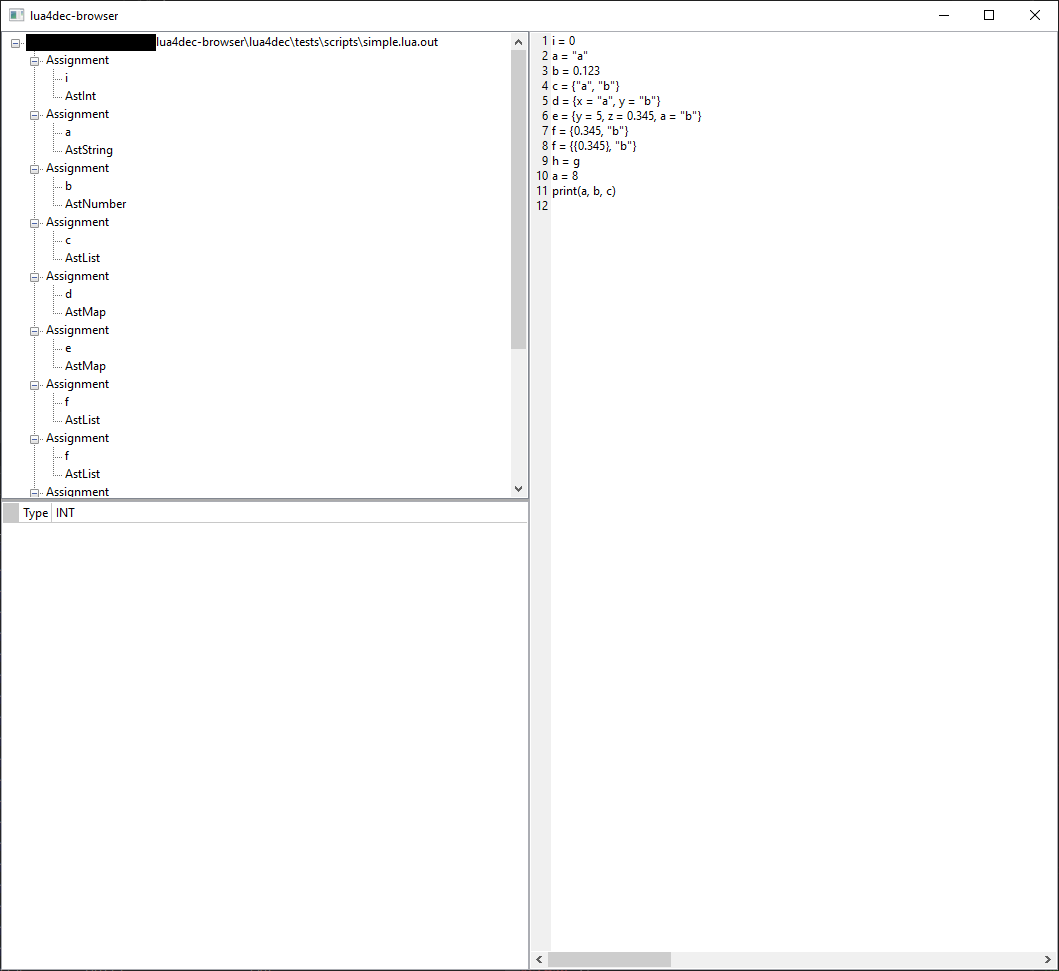 lua4dec-browser
lua4dec-browser\lua4dec\tests\scripts\simple.lua.out
Assignment
i
AstInt
Assignment
a
AstString
Assignment
b
AstNumber
Assignment
c
AstList
Assignment
d
AstMap
Assignment
e
AstMap
Assignment
f
AstList
Assignment
f
AstList
Assignment
Type INT
1 i = 0
2 a = "a"
3 b = 0.123
4 c = {"a", "b"}
5 d = {x = "a", y = "b"}
6 e = {y = 5, z = 0.345, a = "b"}
7 f = {0.345, "b"}
8 f = {{0.345}, "b"}
9 h = g
10 a = 8
11 print(a, b, c)
12